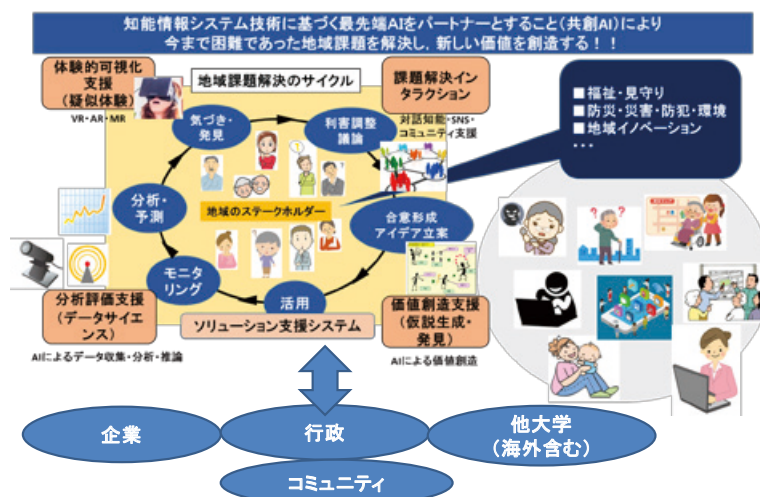 知能情報システム技術に基づく最先端AIをパートナーとすること(共創AI)により
今まで困難であった地域課題を解決し、新しい価値を創造する！！
体験的可視化
支援
(疑似体験)
VR・AR・MR
地域課題解決のサイクル
課題解決イン
タラクション
対話知能・SNS・
コミュニティ支援
■福祉・見守り
■防災・災害・防犯・環境
■地域イノベーション
・・・
気づき・
発見
利害調整
議論
分析・
予測
地域のステークホルダー
合意形成
アイデア立案
モニタ
リング
活用
分析評価支援
(データサイエ
ンス)
AIによるデータ収集・分析・推論
ソリューション支援システム
価値創造支援
(仮説生成・
発見)
AIによる価値創造
企業
行政
他大学
(海外含む)
コミュニティ